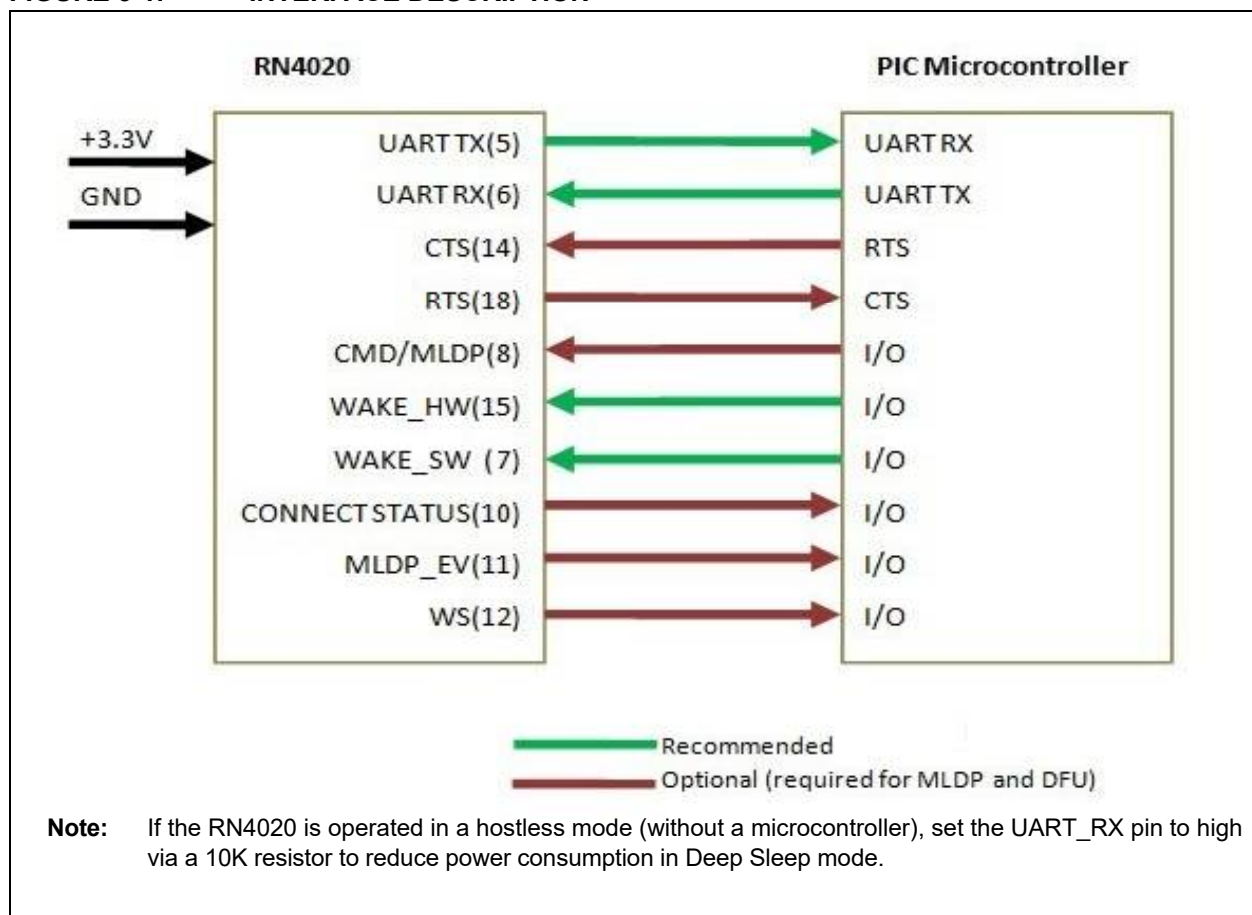 RN4020
PIC Microcontroller
+3.3V
GND
UART TX(5)
UART RX
UART RX(6)
UART TX
CTS(14)
RTS
RTS(18)
CTS
CMD/MLDP(8)
I/O
WAKE_HW(15)
I/O
WAKE_SW (7)
I/O
CONNECT STATUS(10)
I/O
MLDP_EV(11)
I/O
WS(12)
I/O
Recommended
Optional (required for MLDP and DFU)
Note: If the RN4020 is operated in a hostless mode (without a microcontroller), set the UART_RX pin to high
via a 10K resistor to reduce power consumption in Deep Sleep mode.